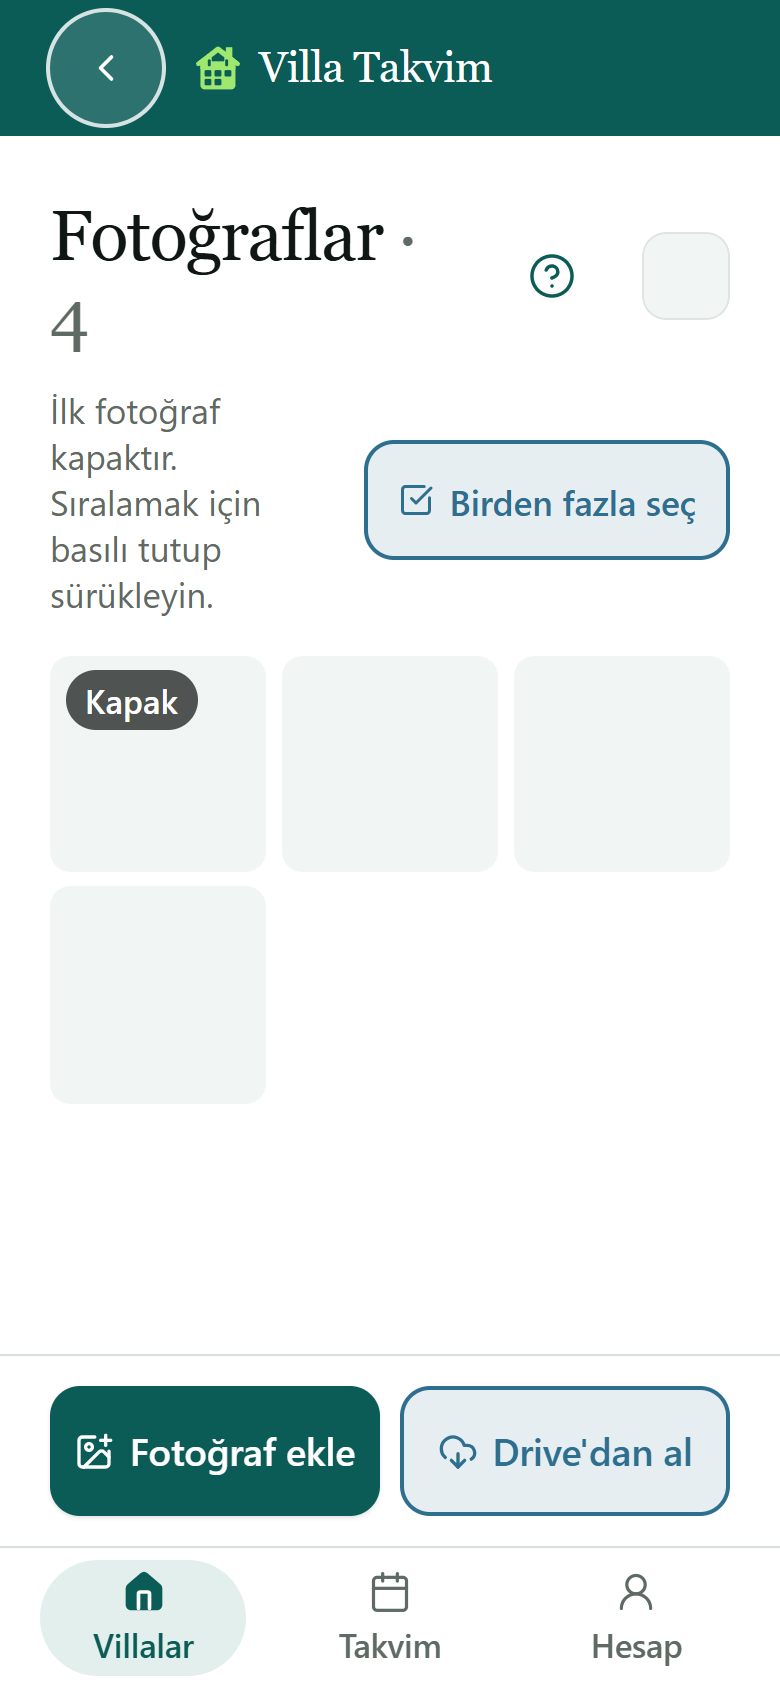 Villa Takvim
Fotoğraflar ·
4
İlk fotoğraf
kapaktır.
Sıralamak için
basılı tutup
sürükleyin.
Birden fazla seç
Kapak
Fotoğraf ekle
Drive'dan al
Villalar
Takvim
Hesap